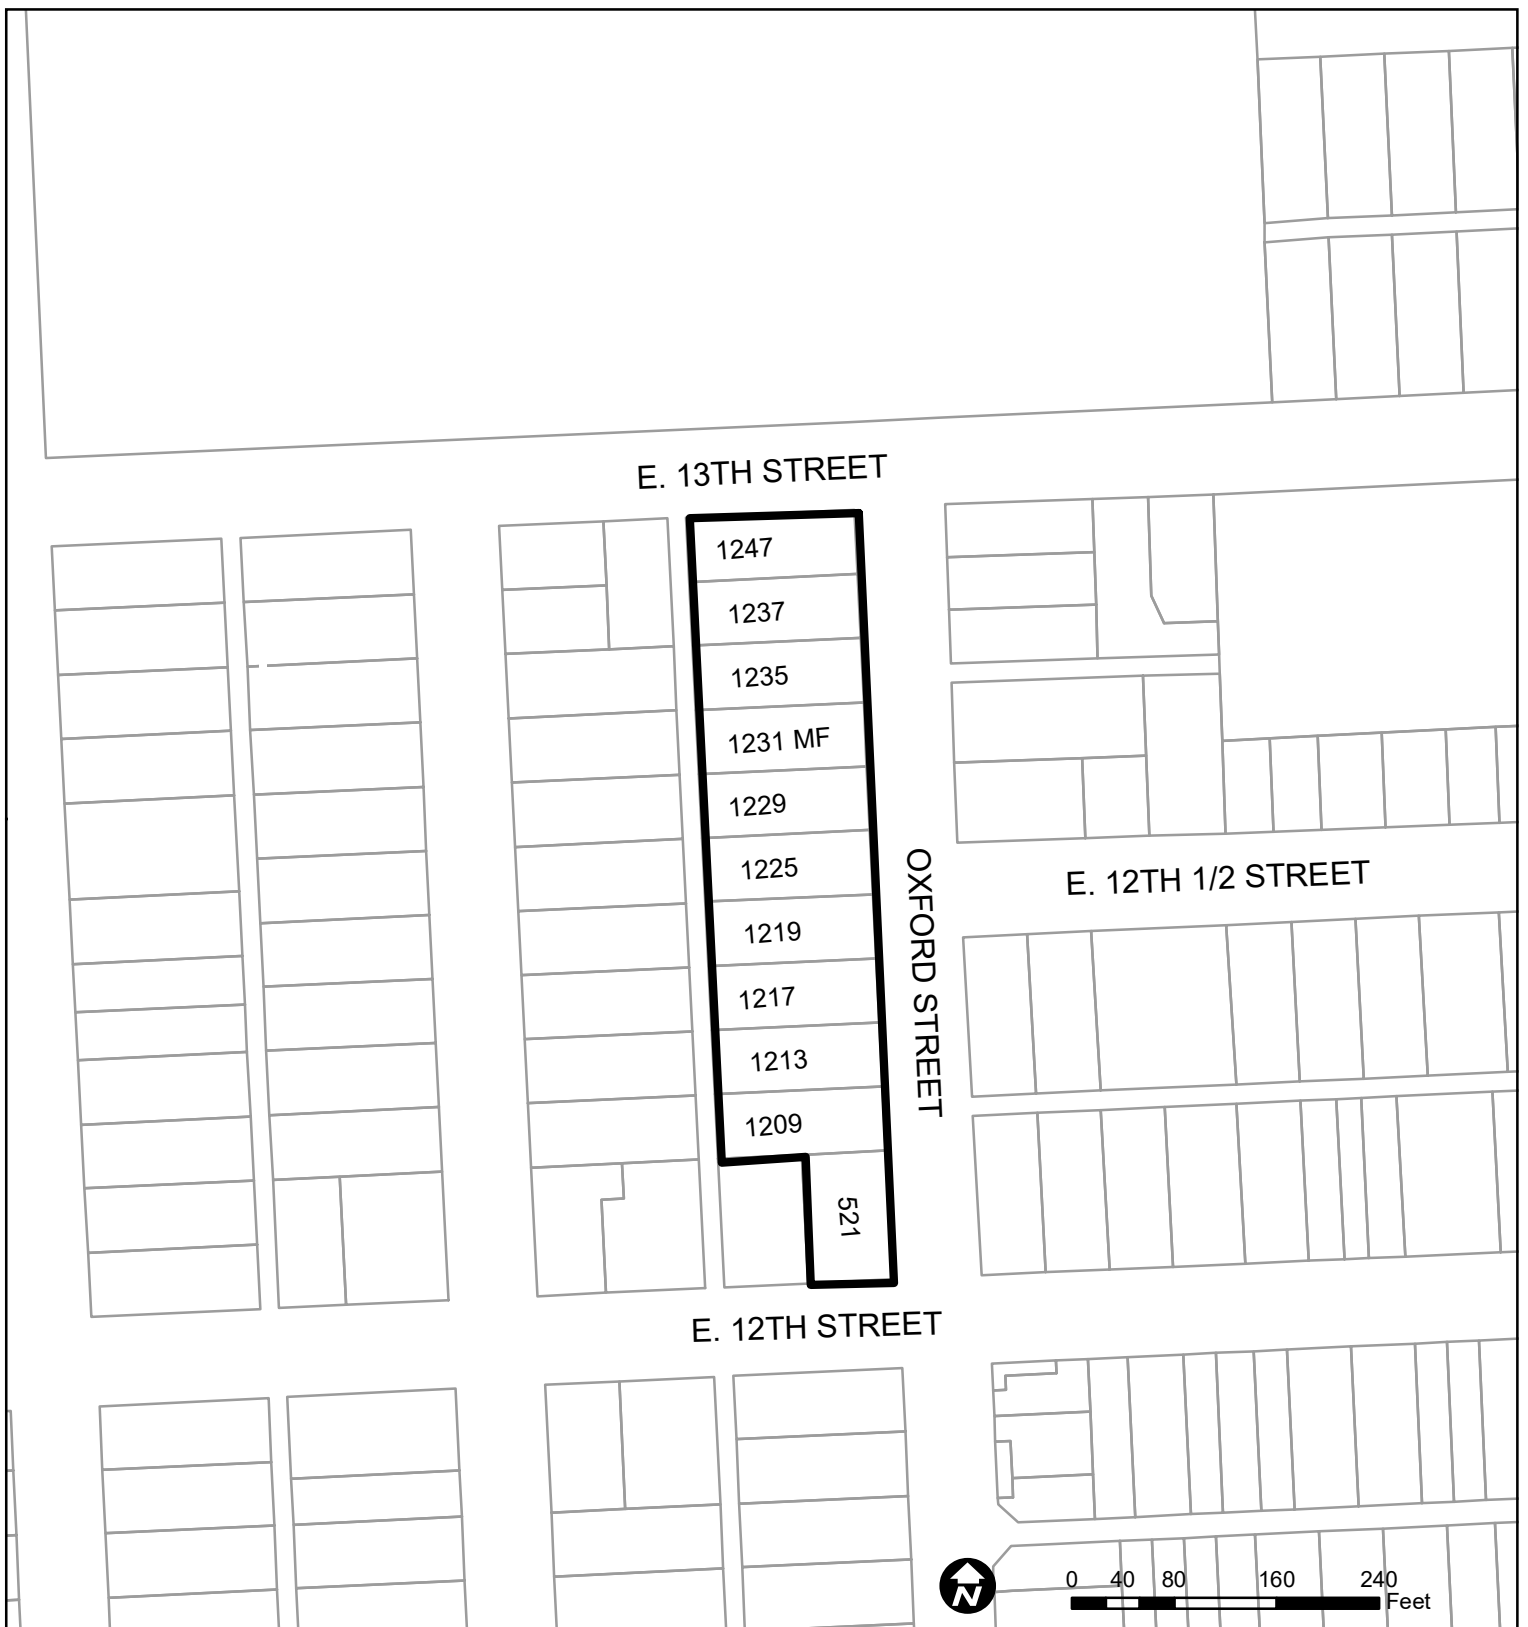 E. 13TH STREET
1247
1237
1235
1231 MF
1229
1225
1219
1217
1213
1209
521
OXFORD STREET
E. 12TH 1/2 STREET
E. 12TH STREET
N
0 40 80 160 240
Feet